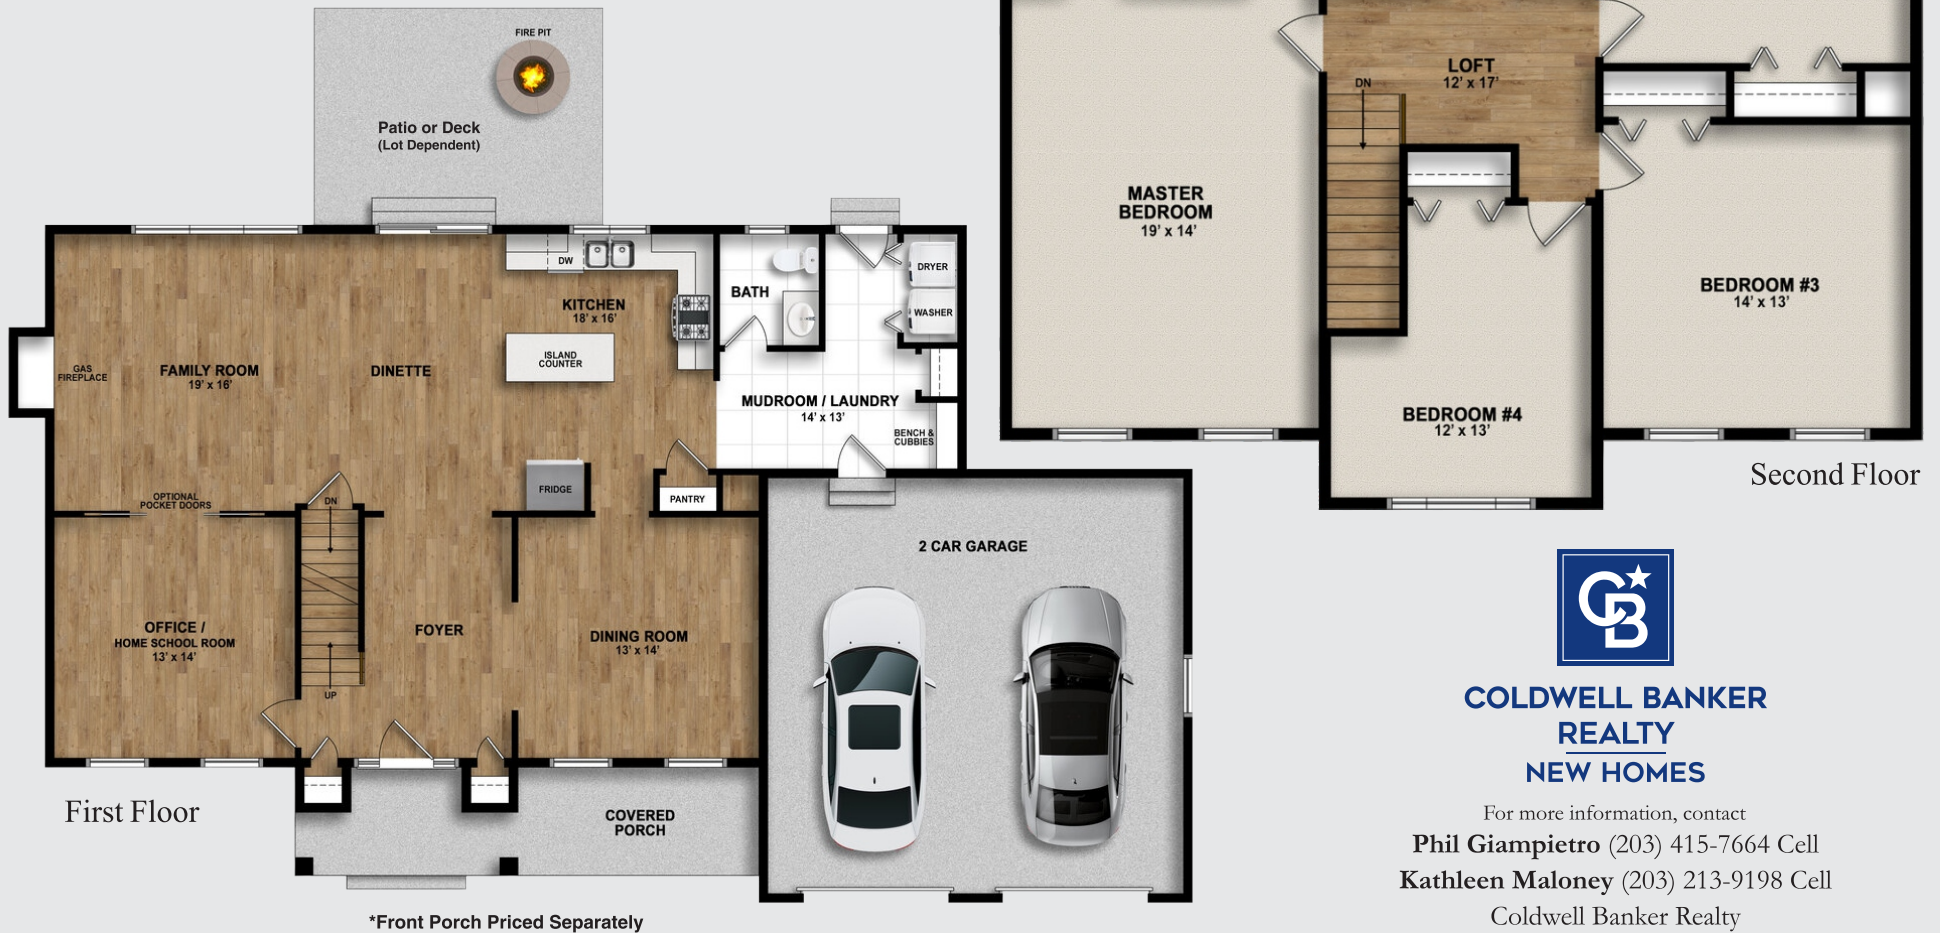 FIRE PIT
Patio or Deck
(Lot Dependent)
DW
KITCHEN
18' x 16'
ISLAND
COUNTER
BATH
DRYER
WASHER
GAS
FIREPLACE
FAMILY ROOM
19' x 16'
DINETTE
MUDROOM / LAUNDRY
14' x 13'
BENCH &
CUBBIES
FRIDGE
PANTRY
OPTIONAL
POCKET DOORS
DN
OFFICE /
HOME SCHOOL ROOM
13' x 14'
UP
FOYER
DINING ROOM
13' x 14'
2 CAR GARAGE
COVERED
PORCH
First Floor
*Front Porch Priced Separately
LOFT
12' x 17'
DN
MASTER
BEDROOM
19' x 14'
BEDROOM #3
14' x 13'
BEDROOM #4
12' x 13'
Second Floor
CB
COLDWELL BANKER
REALTY
NEW HOMES
For more information, contact
Phil Giampietro (203) 415-7664 Cell
Kathleen Maloney (203) 213-9198 Cell
Coldwell Banker Realty